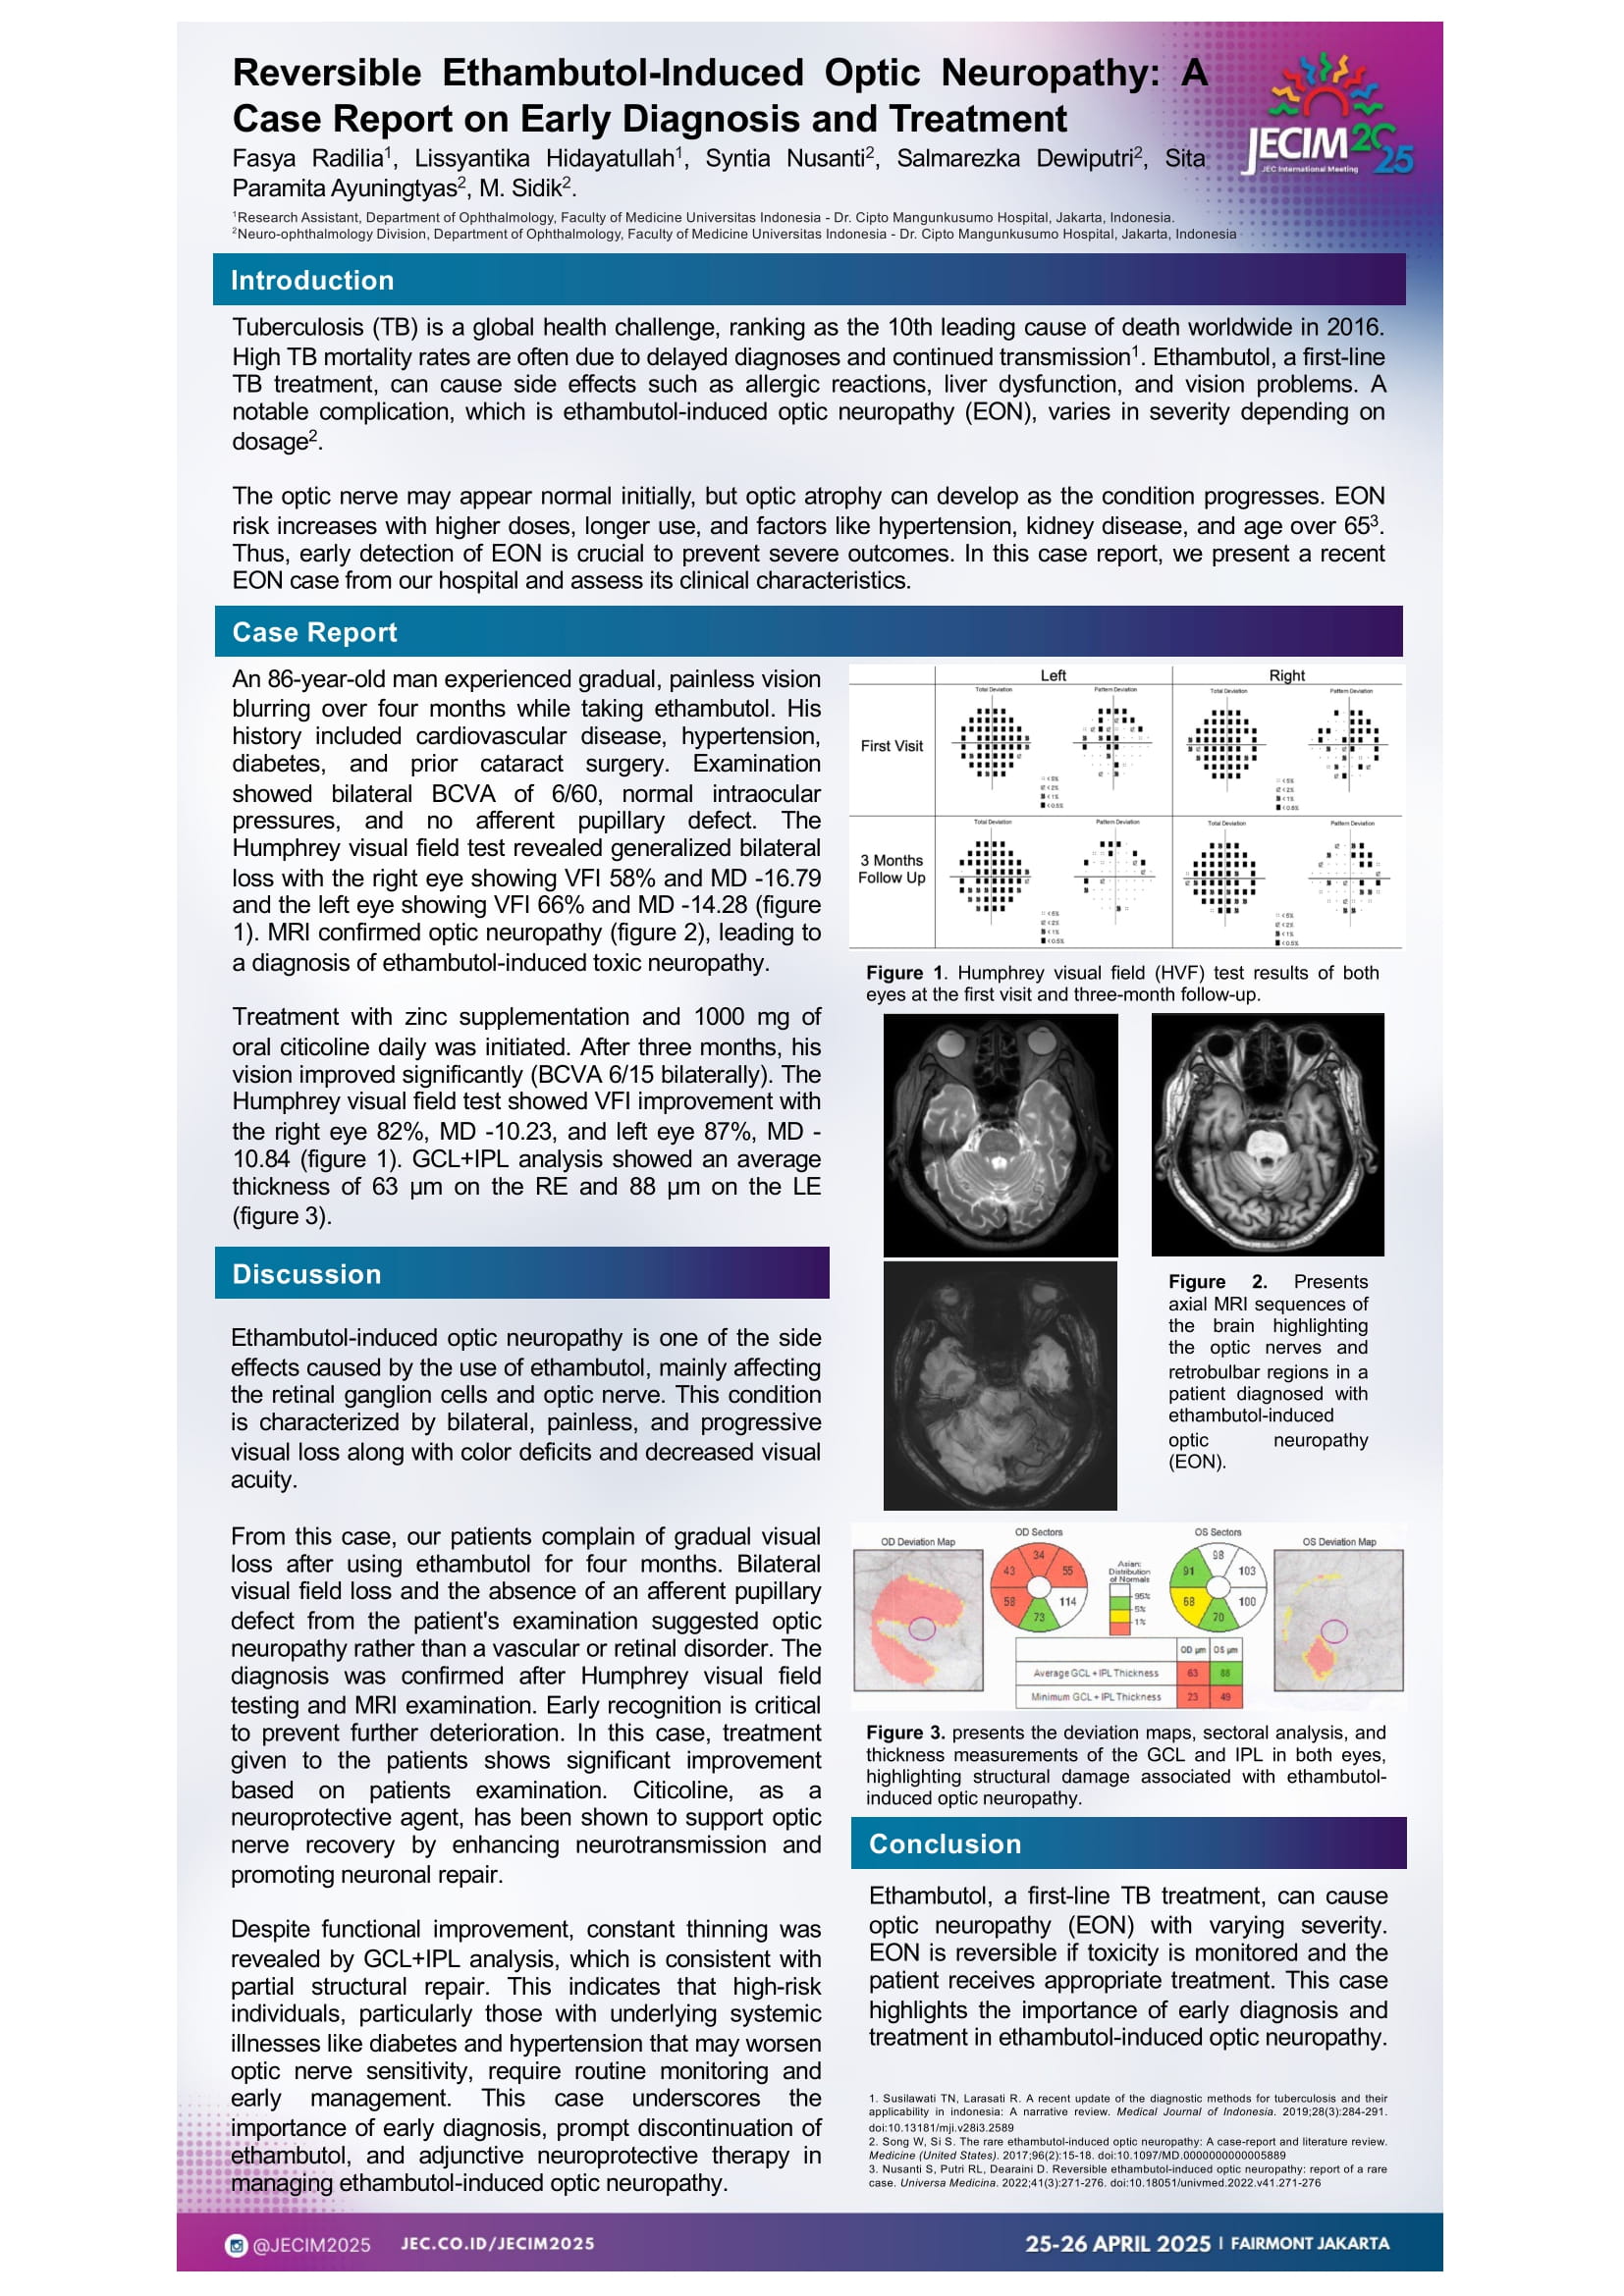 Reversible Ethambutol-Induced Optic Neuropathy: A
Case Report on Early Diagnosis and Treatment
Fasya Radilia1, Lissyantika Hidayatullah1, Syntia Nusanti2, Salmarezka Dewiputri2, Sita
Paramita Ayuningtyas2, M. Sidik2.
1Research Assistant, Department of Ophthalmology, Faculty of Medicine Universitas Indonesia - Dr. Cipto Mangunkusumo Hospital, Jakarta, Indonesia.
2Neuro-ophthalmology Division, Department of Ophthalmology, Faculty of Medicine Universitas Indonesia - Dr. Cipto Mangunkusumo Hospital, Jakarta, Indonesia
JECIM 2025
JEC International Meeting
Introduction
Tuberculosis (TB) is a global health challenge, ranking as the 10th leading cause of death worldwide in 2016.
High TB mortality rates are often due to delayed diagnoses and continued transmission1. Ethambutol, a first-line
TB treatment, can cause side effects such as allergic reactions, liver dysfunction, and vision problems. A
notable complication, which is ethambutol-induced optic neuropathy (EON), varies in severity depending on
dosage2.
The optic nerve may appear normal initially, but optic atrophy can develop as the condition progresses. EON
risk increases with higher doses, longer use, and factors like hypertension, kidney disease, and age over 653.
Thus, early detection of EON is crucial to prevent severe outcomes. In this case report, we present a recent
EON case from our hospital and assess its clinical characteristics.
Case Report
An 86-year-old man experienced gradual, painless vision
blurring over four months while taking ethambutol. His
history included cardiovascular disease, hypertension,
diabetes, and prior cataract surgery. Examination
showed bilateral BCVA of 6/60, normal intraocular
pressures, and no afferent pupillary defect. The
Humphrey visual field test revealed generalized bilateral
loss with the right eye showing VFI 58% and MD -16.79
and the left eye showing VFI 66% and MD -14.28 (figure
1). MRI confirmed optic neuropathy (figure 2), leading to
a diagnosis of ethambutol-induced toxic neuropathy.
Treatment with zinc supplementation and 1000 mg of
oral citicoline daily was initiated. After three months, his
vision improved significantly (BCVA 6/15 bilaterally). The
Humphrey visual field test showed VFI improvement with
the right eye 82%, MD -10.23, and left eye 87%, MD -
10.84 (figure 1). GCL+IPL analysis showed an average
thickness of 63 µm on the RE and 88 µm on the LE
(figure 3).
Discussion
Ethambutol-induced optic neuropathy is one of the side
effects caused by the use of ethambutol, mainly affecting
the retinal ganglion cells and optic nerve. This condition
is characterized by bilateral, painless, and progressive
visual loss along with color deficits and decreased visual
acuity.
From this case, our patients complain of gradual visual
loss after using ethambutol for four months. Bilateral
visual field loss and the absence of an afferent pupillary
defect from the patient's examination suggested optic
neuropathy rather than a vascular or retinal disorder. The
diagnosis was confirmed after Humphrey visual field
testing and MRI examination. Early recognition is critical
to prevent further deterioration. In this case, treatment
given to the patients shows significant improvement
based on patients examination. Citicoline, as a
neuroprotective agent, has been shown to support optic
nerve recovery by enhancing neurotransmission and
promoting neuronal repair.
Despite functional improvement, constant thinning was
revealed by GCL+IPL analysis, which is consistent with
partial structural repair. This indicates that high-risk
individuals, particularly those with underlying systemic
illnesses like diabetes and hypertension that may worsen
optic nerve sensitivity, require routine monitoring and
early management. This case underscores the
importance of early diagnosis, prompt discontinuation of
ethambutol, and adjunctive neuroprotective therapy in
managing ethambutol-induced optic neuropathy.
Left Right
Total Deviation Pattern Deviation Total Deviation Pattern Deviation
First Visit
< 5% < 5%
< 2% < 2%
< 1% < 1%
< 0.5% < 0.5%
Total Deviation Pattern Deviation Total Deviation Pattern Deviation
3 Months
Follow Up
< 5% < 5%
< 2% < 2%
< 1% < 1%
< 0.5% < 0.5%
Figure 1. Humphrey visual field (HVF) test results of both
eyes at the first visit and three-month follow-up.
Figure 2. Presents
axial MRI sequences of
the brain highlighting
the optic nerves and
retrobulbar regions in a
patient diagnosed with
ethambutol-induced
optic neuropathy
(EON).
OD Deviation Map OD Sectors OS Sectors OS Deviation Map
34 43 55 58 114 73
Asian:
Distribution
of Normals
95%
5%
1%
98 91 103 68 100 70
OD µm OS µm
Average GCL + IPL Thickness 63 88
Minimum GCL + IPL Thickness 23 49
Figure 3. presents the deviation maps, sectoral analysis, and
thickness measurements of the GCL and IPL in both eyes,
highlighting structural damage associated with ethambutol-
induced optic neuropathy.
Conclusion
Ethambutol, a first-line TB treatment, can cause
optic neuropathy (EON) with varying severity.
EON is reversible if toxicity is monitored and the
patient receives appropriate treatment. This case
highlights the importance of early diagnosis and
treatment in ethambutol-induced optic neuropathy.
1. Susilawati TN, Larasati R. A recent update of the diagnostic methods for tuberculosis and their
applicability in indonesia: A narrative review. Medical Journal of Indonesia. 2019;28(3):284-291.
doi:10.13181/mji.v28i3.2589
2. Song W, Si S. The rare ethambutol-induced optic neuropathy: A case-report and literature review.
Medicine (United States). 2017;96(2):15-18. doi:10.1097/MD.0000000000005889
3. Nusanti S, Putri RL, Dearaini D. Reversible ethambutol-induced optic neuropathy: report of a rare
case. Universa Medicina. 2022;41(3):271-276. doi:10.18051/univmed.2022.v41.271-276
@JECIM2025 JEC.CO.ID/JECIM2025 25-26 APRIL 2025 | FAIRMONT JAKARTA